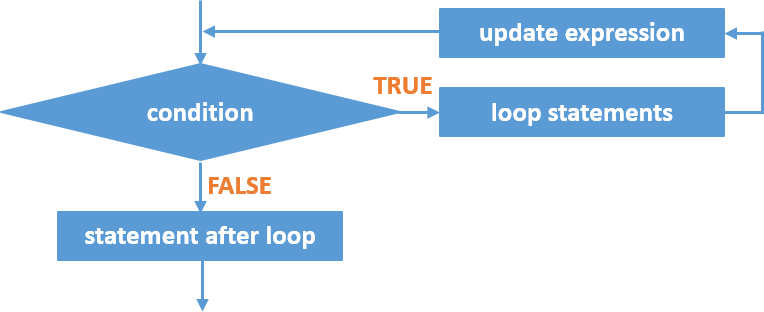 update expression
condition
TRUE
loop statements
FALSE
statement after loop